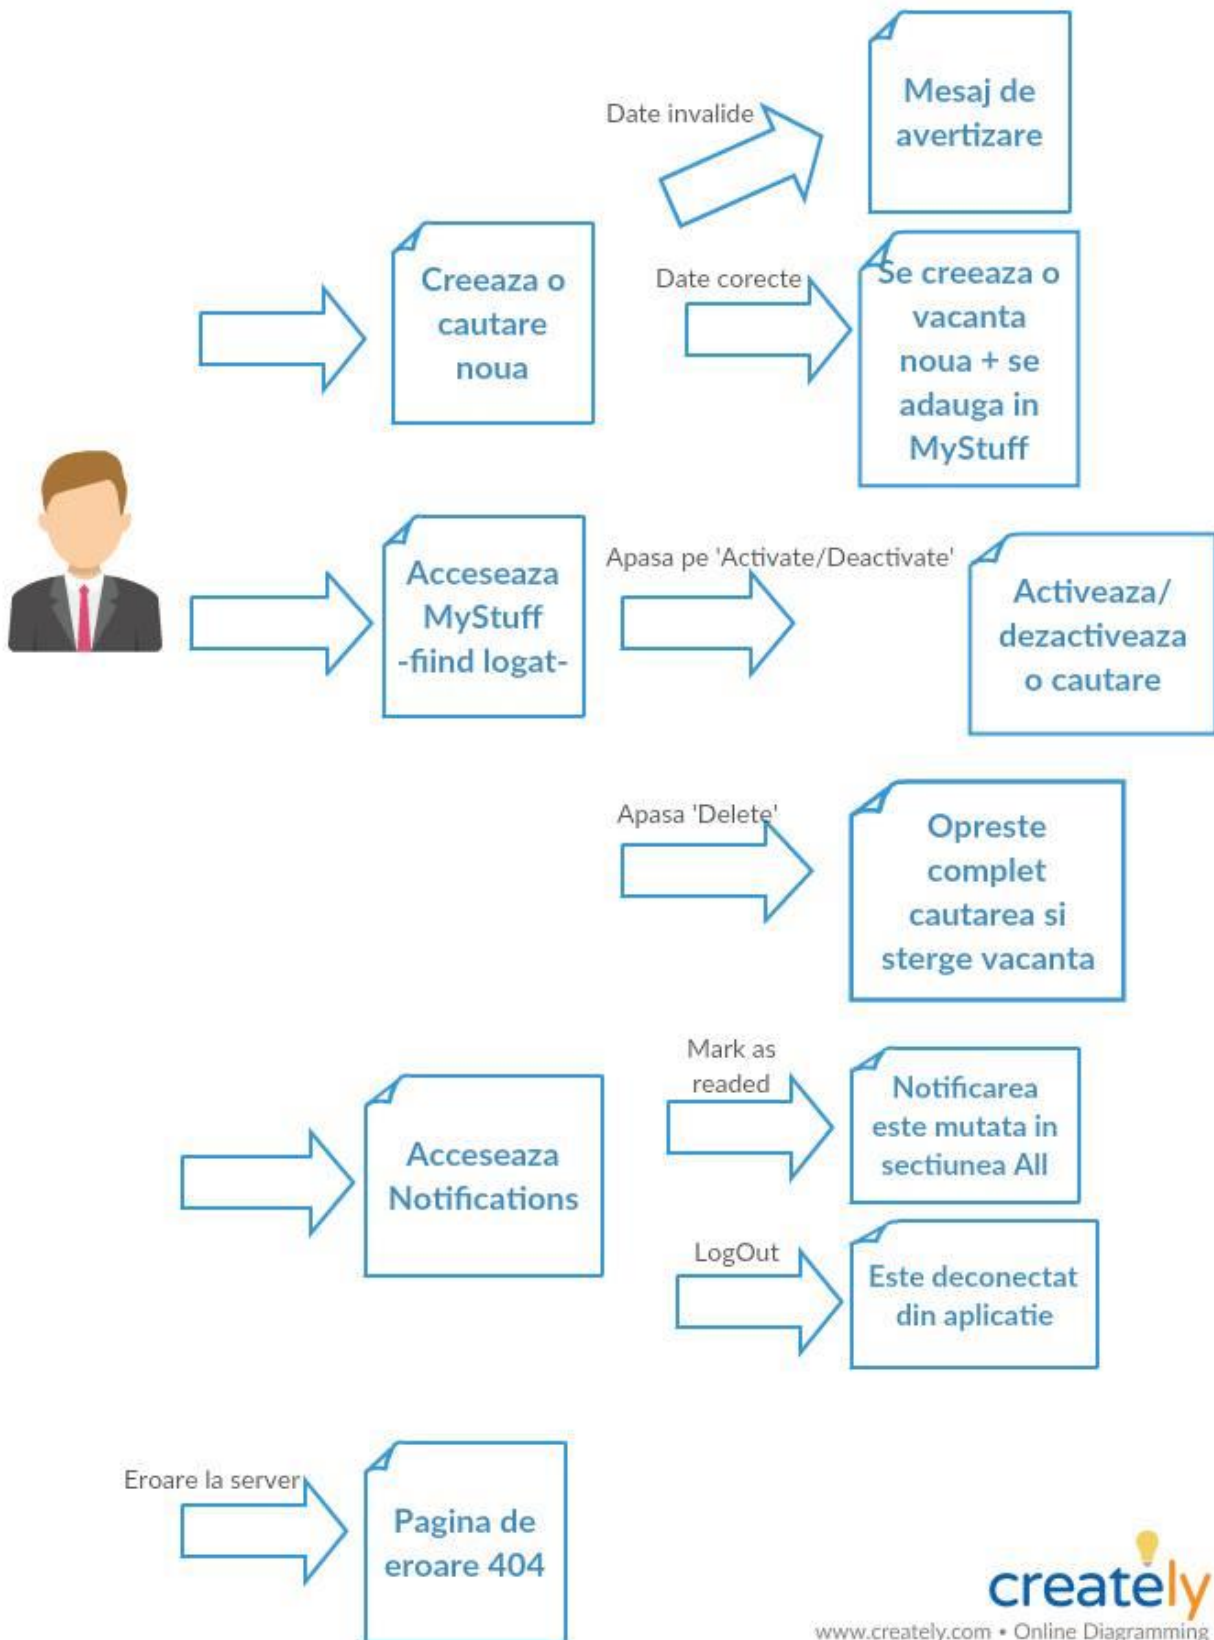 Date invalide
Mesaj de
avertizare
Creeaza o
cautare
noua
Date corecte
Se creeaza o
vacanta
noua + se
adauga in
MyStuff
Acceseaza
MyStuff
-fiind logat-
Apasa pe 'Activate/Deactivate'
Activeaza/
dezactiveaza
o cautare
Apasa 'Delete'
Opreste
complet
cautarea si
sterge vacanta
Acceseaza
Notifications
Mark as
readed
Notificarea
este mutata in
sectiunea All
LogOut
Este deconectat
din aplicatie
Eroare la server
Pagina de
eroare 404
creately
www.creately.com • Online Diagramming